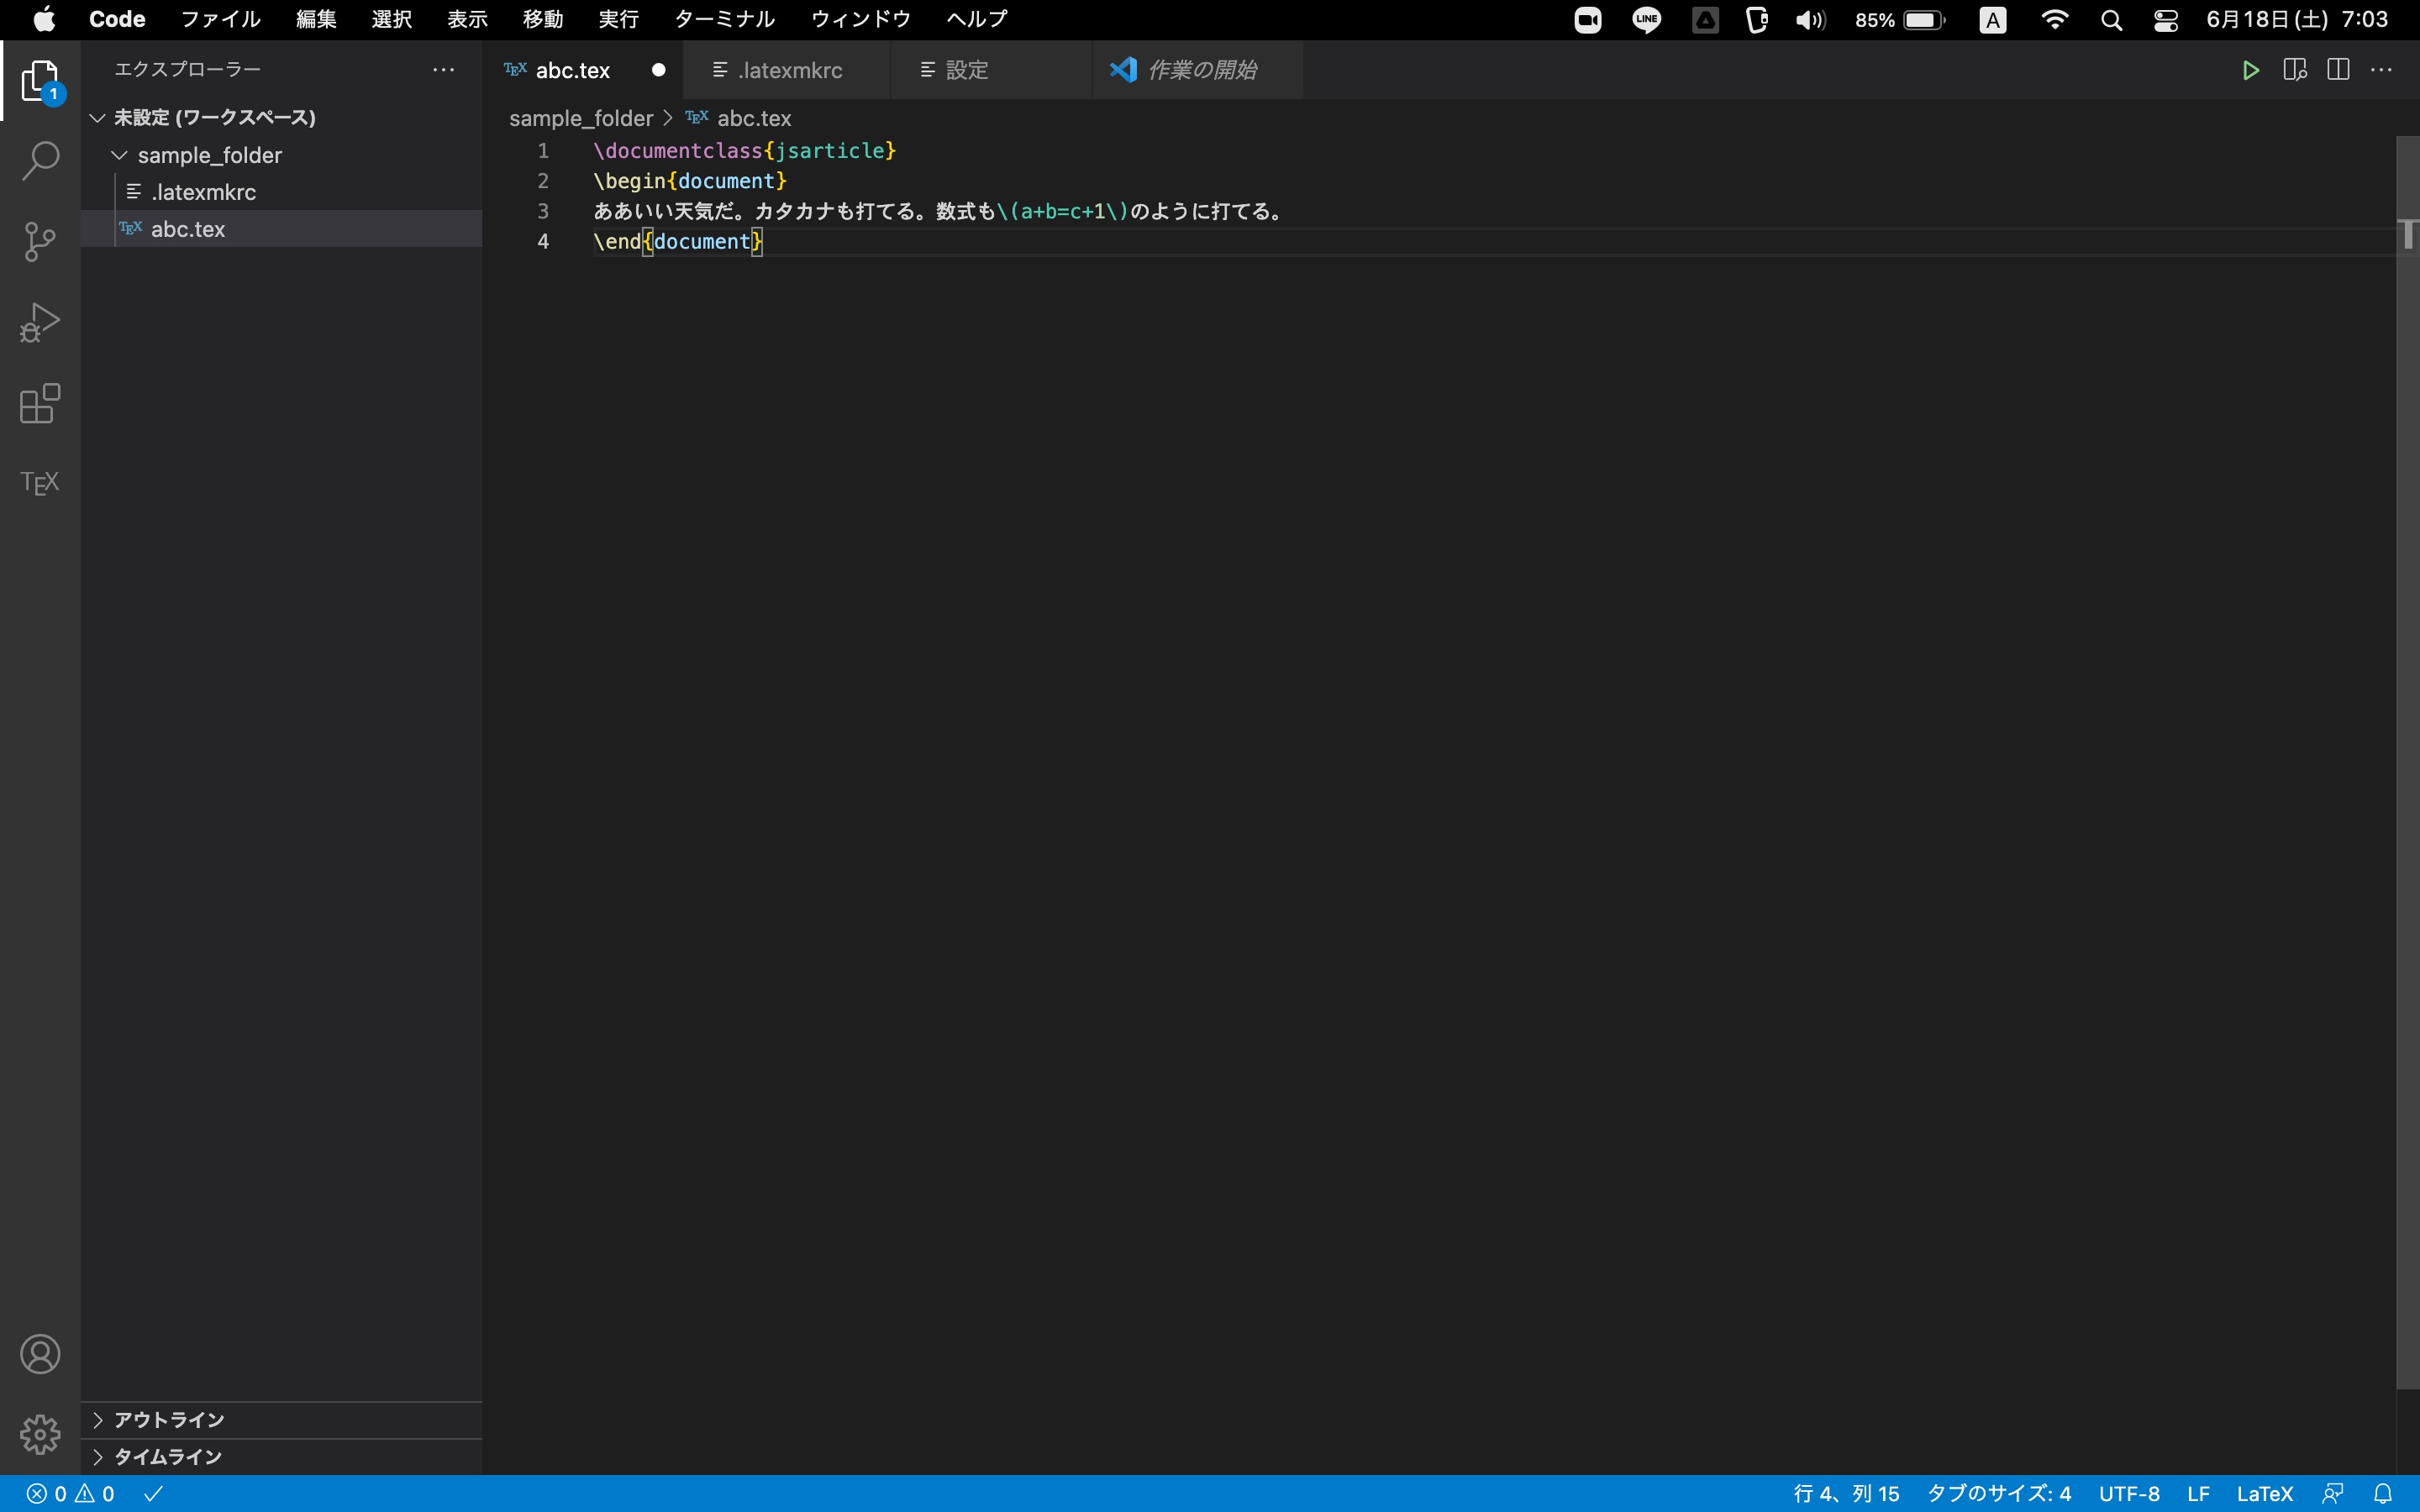 Code ファイル 編集 選択 表示 移動 実行 ターミナル ウィンドウ ヘルプ LINE 85% A 6月18日(土) 7:03
エクスプローラー
TEX abc.tex .latexmkrc 設定 作業の開始
1
未設定 (ワークスペース)
sample_folder
.latexmkrc
TEX abc.tex
TEX
sample_folder > TEX abc.tex
1 \documentclass{jsarticle}
2 \begin{document}
3 ああいい天気だ。カタカナも打てる。数式も\(a+b=c+1\)のように打てる。
4 \end{document}
アウトライン
タイムライン
0 0 行 4、列 15 タブのサイズ: 4 UTF-8 LF LaTeX